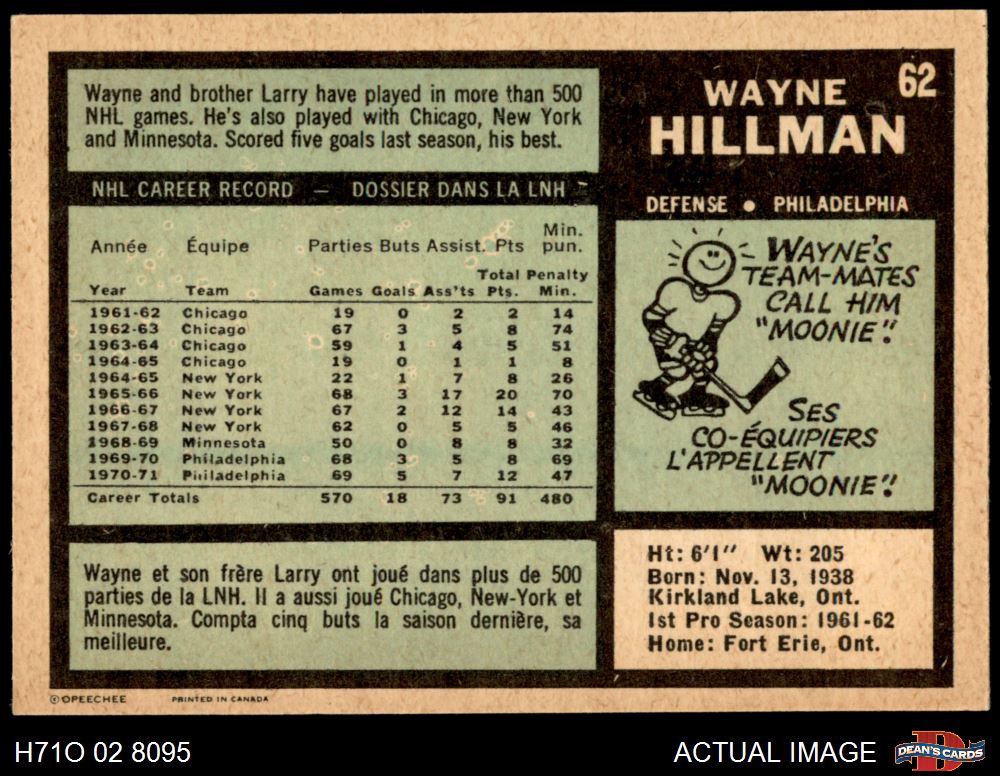 62
WAYNE
HILLMAN
DEFENSE • PHILADELPHIA
Wayne and brother Larry have played in more than 500
NHL games. He's also played with Chicago, New York
and Minnesota. Scored five goals last season, his best.
NHL CAREER RECORD — DOSSIER DANS LA LNH
Année Équipe Parties Buts Assist. Pts Min. pun.
Year Team Games Goals Ass'ts Total Pts. Penalty Min.
1961-62 Chicago 19 0 2 2 14
1962-63 Chicago 67 3 5 8 74
1963-64 Chicago 59 1 4 5 51
1964-65 Chicago 19 0 1 1 8
1964-65 New York 22 1 7 8 26
1965-66 New York 68 3 17 20 70
1966-67 New York 67 2 12 14 43
1967-68 New York 62 0 5 5 46
1968-69 Minnesota 50 0 8 8 32
1969-70 Philadelphia 68 3 5 8 69
1970-71 Philadelphia 69 5 7 12 47
Career Totals 570 18 73 91 480
Wayne et son frère Larry ont joué dans plus de 500
parties de la LNH. Il a aussi joué Chicago, New-York et
Minnesota. Compta cinq buts la saison dernière, sa
meilleure.
WAYNE'S
TEAM-MATES
CALL HIM
"MOONIE"!
SES
CO-ÉQUIPIERS
L'APPELLENT
"MOONIE"!
Ht: 6'1" Wt: 205
Born: Nov. 13, 1938
Kirkland Lake, Ont.
1st Pro Season: 1961-62
Home: Fort Erie, Ont.
© OPEECHEE PRINTED IN CANADA
H71O 02 8095
ACTUAL IMAGE
DEAN'S CARDS